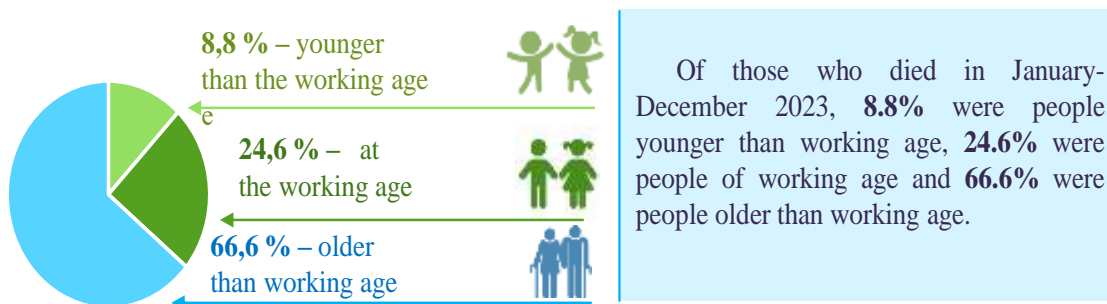 8,8 % – younger
than the working age
e
24,6 % – at
the working age
66,6 % – older
than working age
Of those who died in January-
December 2023, 8.8% were people
younger than working age, 24.6% were
people of working age and 66.6% were
people older than working age.